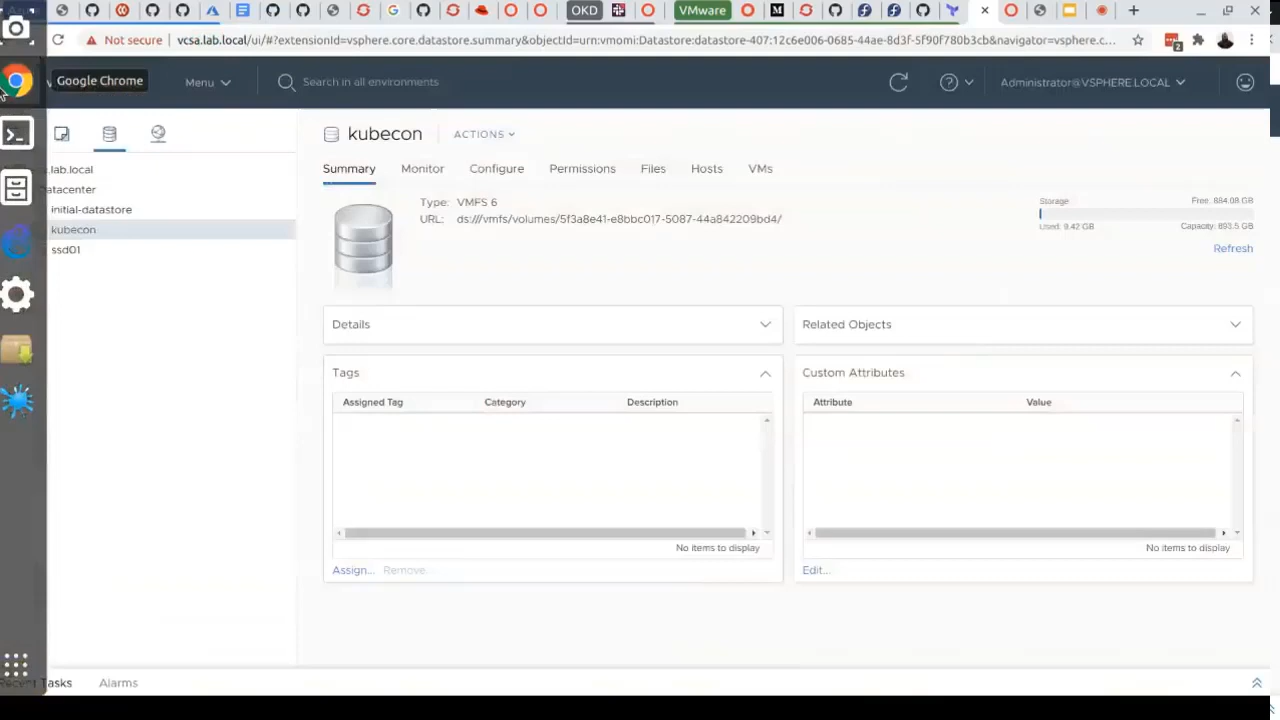 OKD
VMware
Not secure
vcsa.lab.local/ui/#?extensionId=vsphere.core.datastore.summary&objectId=urn:vmomi:Datastore:datastore-407:12c6e006-0685-44ae-8d3f-5f90f780b3cb&navigator=vsphere.c...
2
Google Chrome
Menu
Search in all environments
Administrator@VSPHERE.LOCAL
kubecon
ACTIONS
.lab.local
atacenter
initial-datastore
kubecon
ssd01
Summary
Monitor
Configure
Permissions
Files
Hosts
VMs
Type: VMFS 6
URL: ds:///vmfs/volumes/5f3a8e41-e8bbc017-5087-44a842209bd4/
Storage
Free: 884.08 GB
Used: 9.42 GB
Capacity: 893.5 GB
Refresh
Details
Related Objects
Tags
Assigned Tag
Category
Description
No items to display
Assign...
Remove...
Custom Attributes
Attribute
Value
No items to display
Edit...
Tasks
Alarms